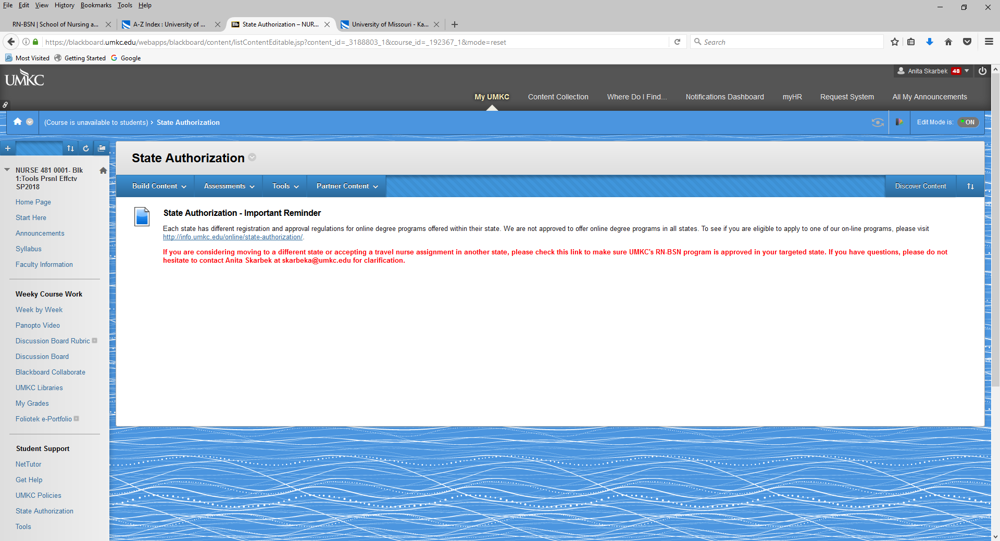 File Edit View History Bookmarks Tools Help
RN-BSN | School of Nursing a... A-Z Index : University of ... State Authorization – NUR... University of Missouri - Ka...
https://blackboard.umkc.edu/webapps/blackboard/content/listContentEditable.jsp?content_id=_3188803_1&course_id=_192367_1&mode=reset Search
Most Visited Getting Started Google
UMKC
Anita Skarbek 48
My UMKC Content Collection Where Do I Find... Notifications Dashboard myHR Request System All My Announcements
(Course is unavailable to students) > State Authorization Edit Mode is: ON
State Authorization
Build Content Assessments Tools Partner Content Discover Content
State Authorization - Important Reminder
Each state has different registration and approval regulations for online degree programs offered within their state. We are not approved to offer online degree programs in all states. To see if you are eligible to apply to one of our on-line programs, please visit
http://info.umkc.edu/online/state-authorization/.
If you are considering moving to a different state or accepting a travel nurse assignment in another state, please check this link to make sure UMKC's RN-BSN program is approved in your targeted state. If you have questions, please do not
hesitate to contact Anita Skarbek at skarbeka@umkc.edu for clarification.
NURSE 481 0001- Blk
1:Tools Prsnl Effctv
SP2018
Home Page
Start Here
Announcements
Syllabus
Faculty Information
Weeky Course Work
Week by Week
Panopto Video
Discussion Board Rubric
Discussion Board
Blackboard Collaborate
UMKC Libraries
My Grades
Foliotek e-Portfolio
Student Support
NetTutor
Get Help
UMKC Policies
State Authorization
Tools